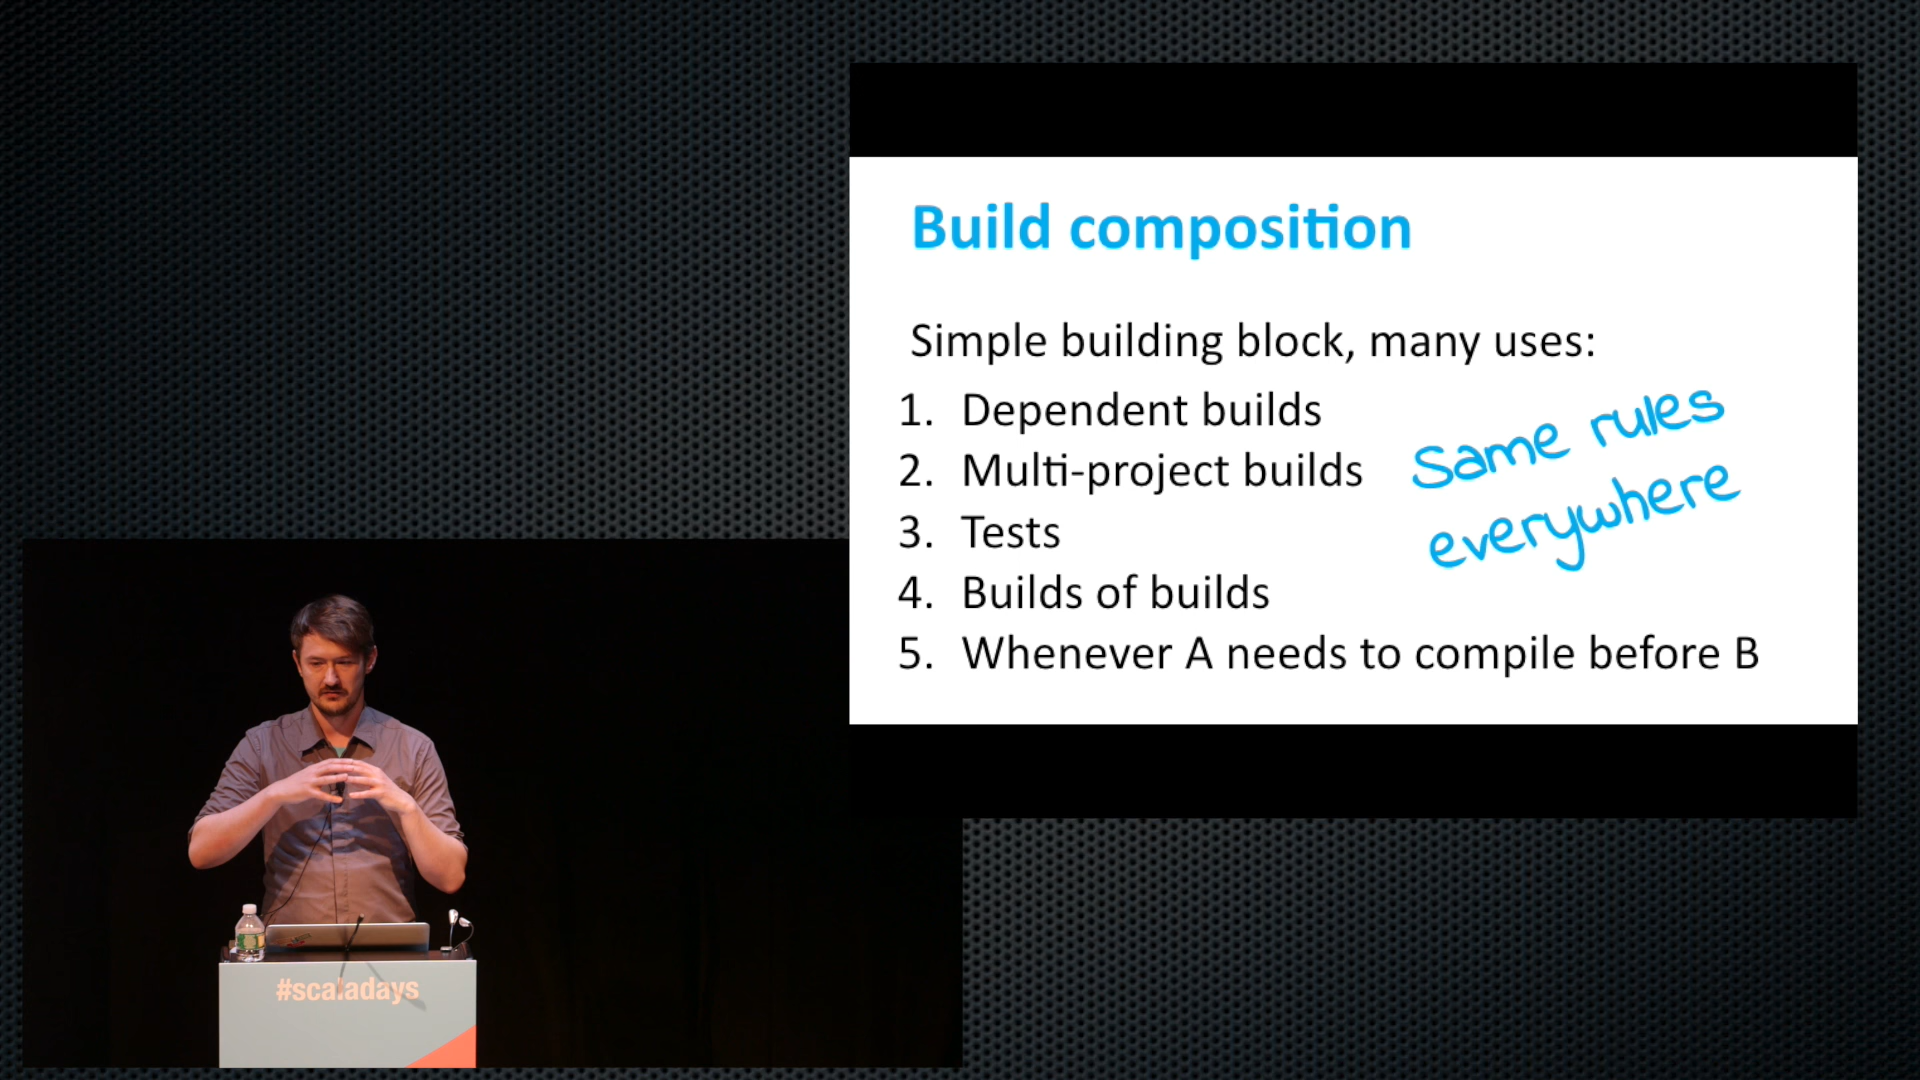 Build composition
Simple building block, many uses:
1. Dependent builds
2. Multi-project builds
3. Tests
4. Builds of builds
5. Whenever A needs to compile before B
Same rules
everywhere
#scaladays